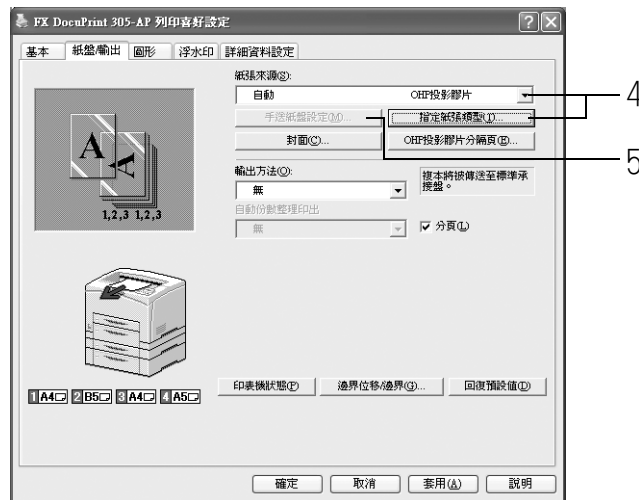 FX DocuPrint 305-AP 列印喜好設定
基本 紙盤/輸出 圖形 浮水印 詳細資料設定
紙張來源(S):
自動 OHP投影膠片
4
手送紙盤設定(M)... 指定紙張類型(T)...
5
封面(C)... OHP投影膠片分隔頁(E)...
輸出方法(O):
無
複本將被傳送至標準承接盤。
自動份數整理印出
無
分頁(L)
A A
1,2,3 1,2,3
印表機狀態(P) 邊界位移/邊界(G)... 回復預設值(D)
1 A4 2 B5 3 A4 4 A5
確定 取消 套用(A) 說明